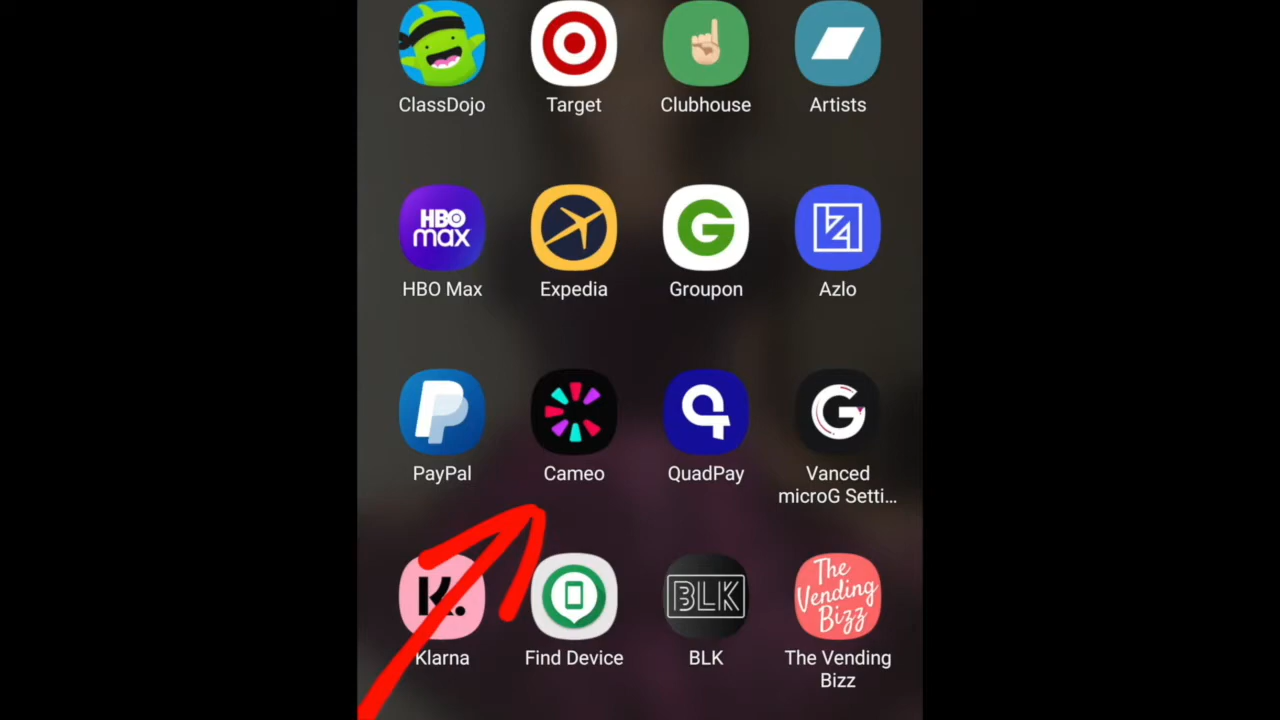 ClassDojo Target Clubhouse Artists
HBO
max
HBO Max Expedia Groupon Azlo
PayPal Cameo QuadPay Vanced
microG Setti...
K.
BLK
The
Vending
Bizz
Klarna Find Device BLK The Vending
Bizz